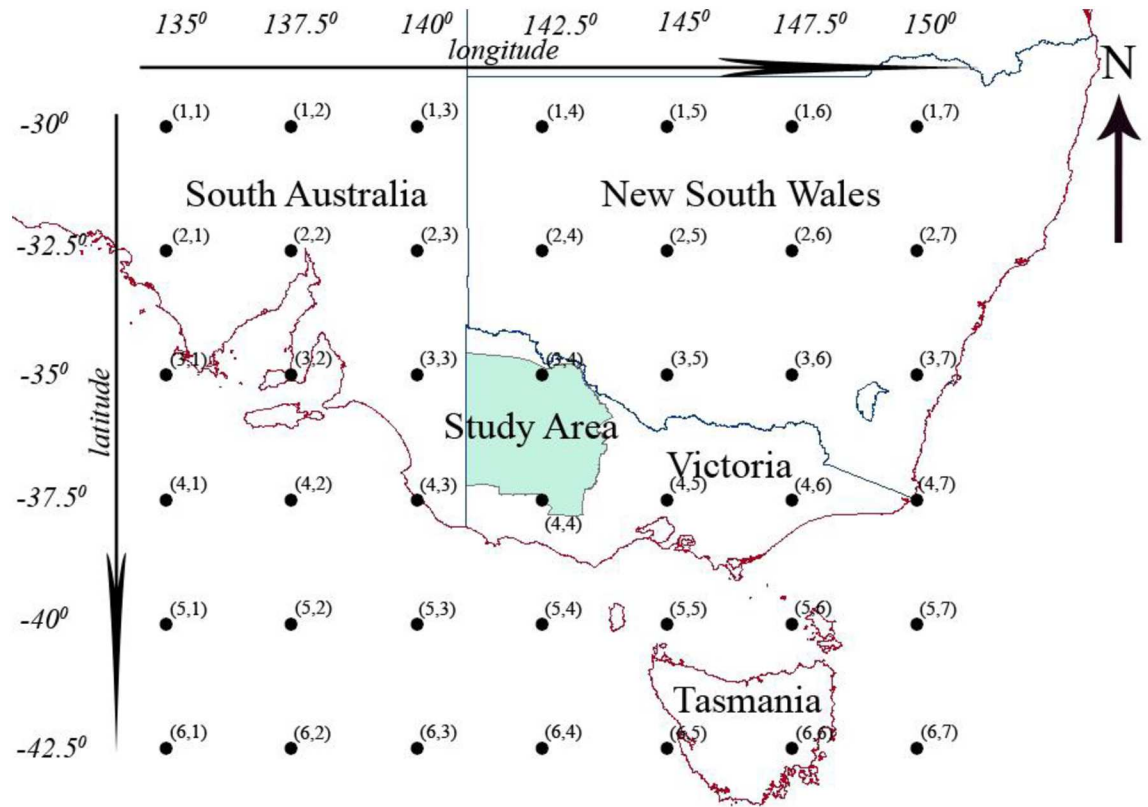 135⁰ 137.5⁰ 140⁰ 142.5⁰ 145⁰ 147.5⁰ 150⁰
longitude
N
-30⁰ (1,1) (1,2) (1,3) (1,4) (1,5) (1,6) (1,7)
South Australia New South Wales
-32.5⁰ (2,1) (2,2) (2,3) (2,4) (2,5) (2,6) (2,7)
-35⁰ (3,1) (3,2) (3,3) (3,4) (3,5) (3,6) (3,7)
latitude
Study Area
Victoria
-37.5⁰ (4,1) (4,2) (4,3) (4,4) (4,5) (4,6) (4,7)
-40⁰ (5,1) (5,2) (5,3) (5,4) (5,5) (5,6) (5,7)
Tasmania
-42.5⁰ (6,1) (6,2) (6,3) (6,4) (6,5) (6,6) (6,7)